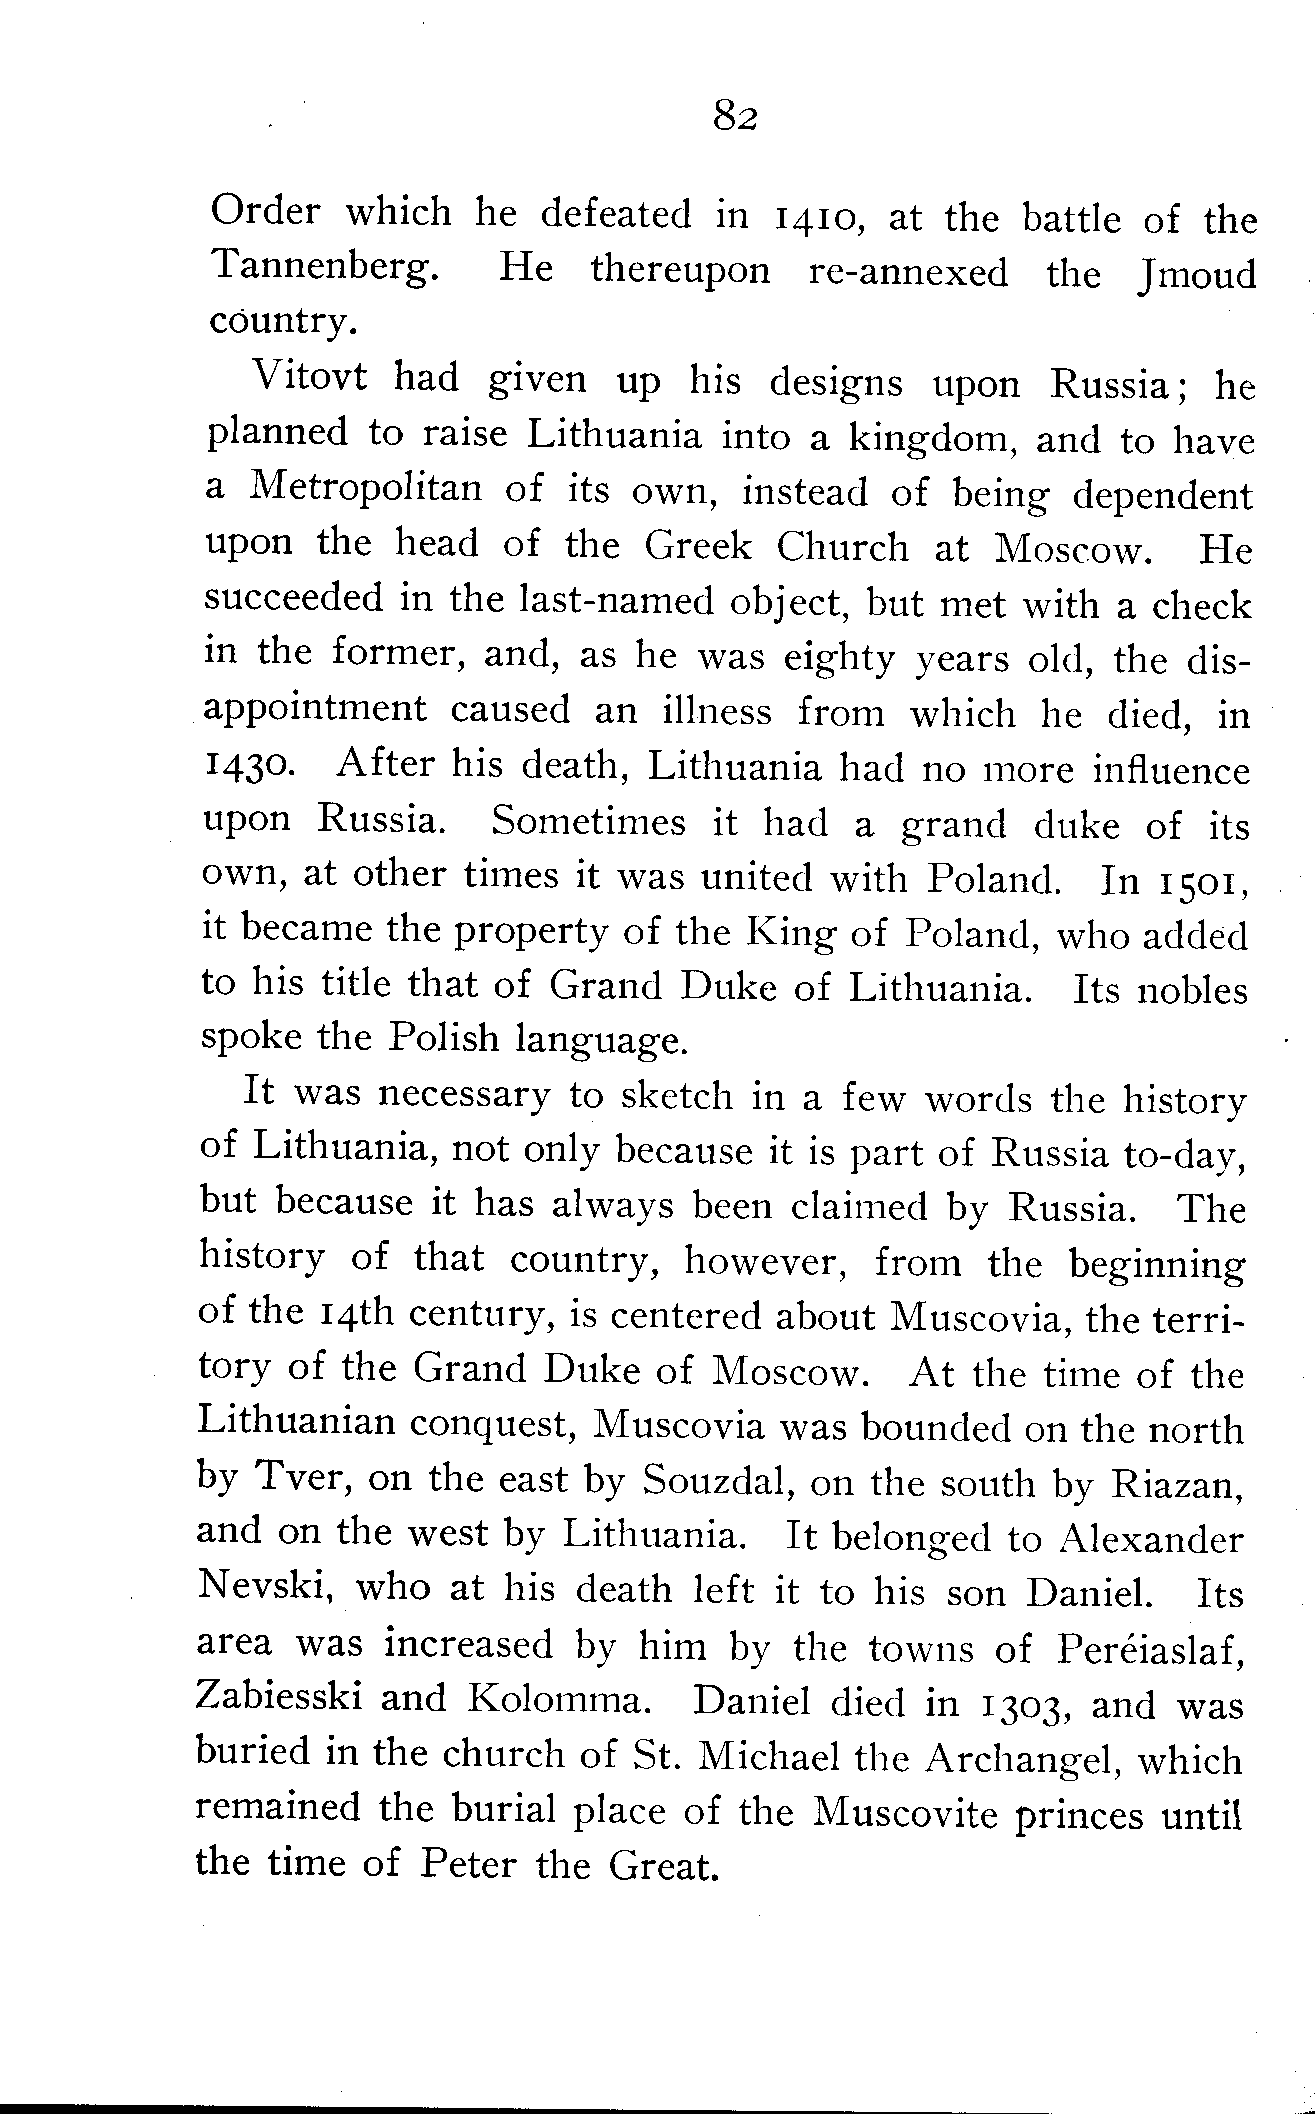 82
Order which he defeated in 1410, at the battle of the
Tannenberg. He thereupon re-annexed the Jmoud
country.
Vitovt had given up his designs upon Russia; he
planned to raise Lithuania into a kingdom, and to have
a Metropolitan of its own, instead of being dependent
upon the head of the Greek Church at Moscow. He
succeeded in the last-named object, but met with a check
in the former, and, as he was eighty years old, the dis-
appointment caused an illness from which he died, in
1430. After his death, Lithuania had no more influence
upon Russia. Sometimes it had a grand duke of its
own, at other times it was united with Poland. In 1501,
it became the property of the King of Poland, who added
to his title that of Grand Duke of Lithuania. Its nobles
spoke the Polish language.
It was necessary to sketch in a few words the history
of Lithuania, not only because it is part of Russia to-day,
but because it has always been claimed by Russia. The
history of that country, however, from the beginning
of the 14th century, is centered about Muscovia, the terri-
tory of the Grand Duke of Moscow. At the time of the
Lithuanian conquest, Muscovia was bounded on the north
by Tver, on the east by Souzdal, on the south by Riazan,
and on the west by Lithuania. It belonged to Alexander
Nevski, who at his death left it to his son Daniel. Its
area was increased by him by the towns of Peréiaslaf,
Zabiesski and Kolomma. Daniel died in 1303, and was
buried in the church of St. Michael the Archangel, which
remained the burial place of the Muscovite princes until
the time of Peter the Great.